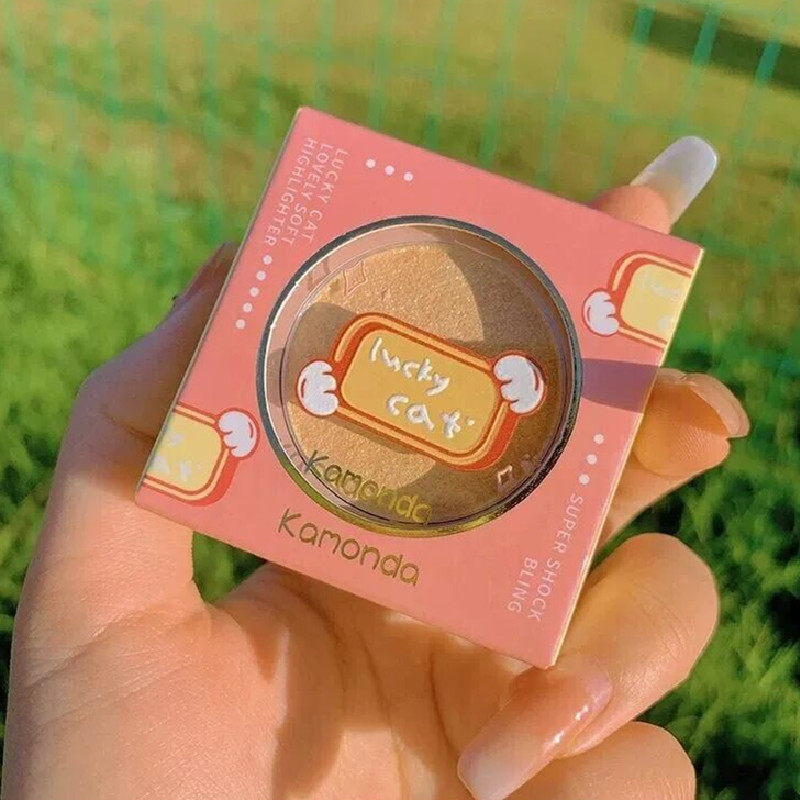 LUCKY CAT
LOVELY SOFT
HIGHLIGHTER
lucky
cat
Kamonda
Kamonda
SUPER SHOCK
BLING